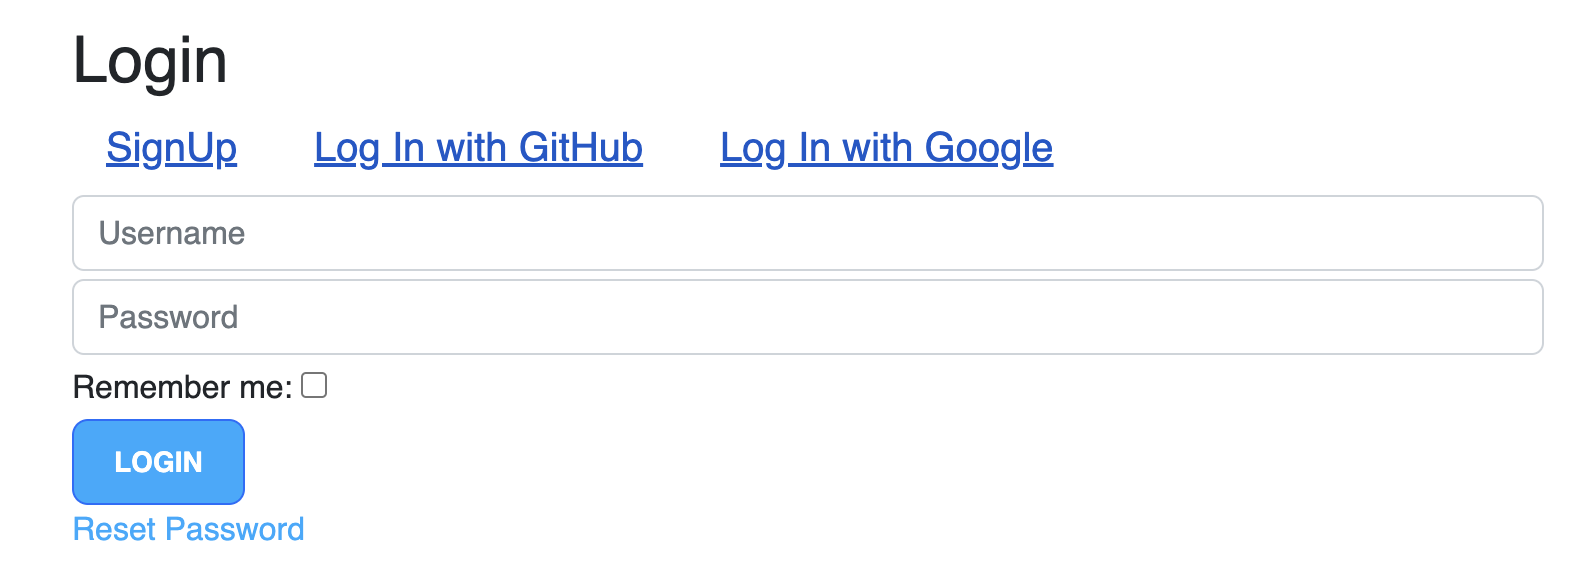 Login
SignUp Log In with GitHub Log In with Google
Username
Password
Remember me:
LOGIN
Reset Password